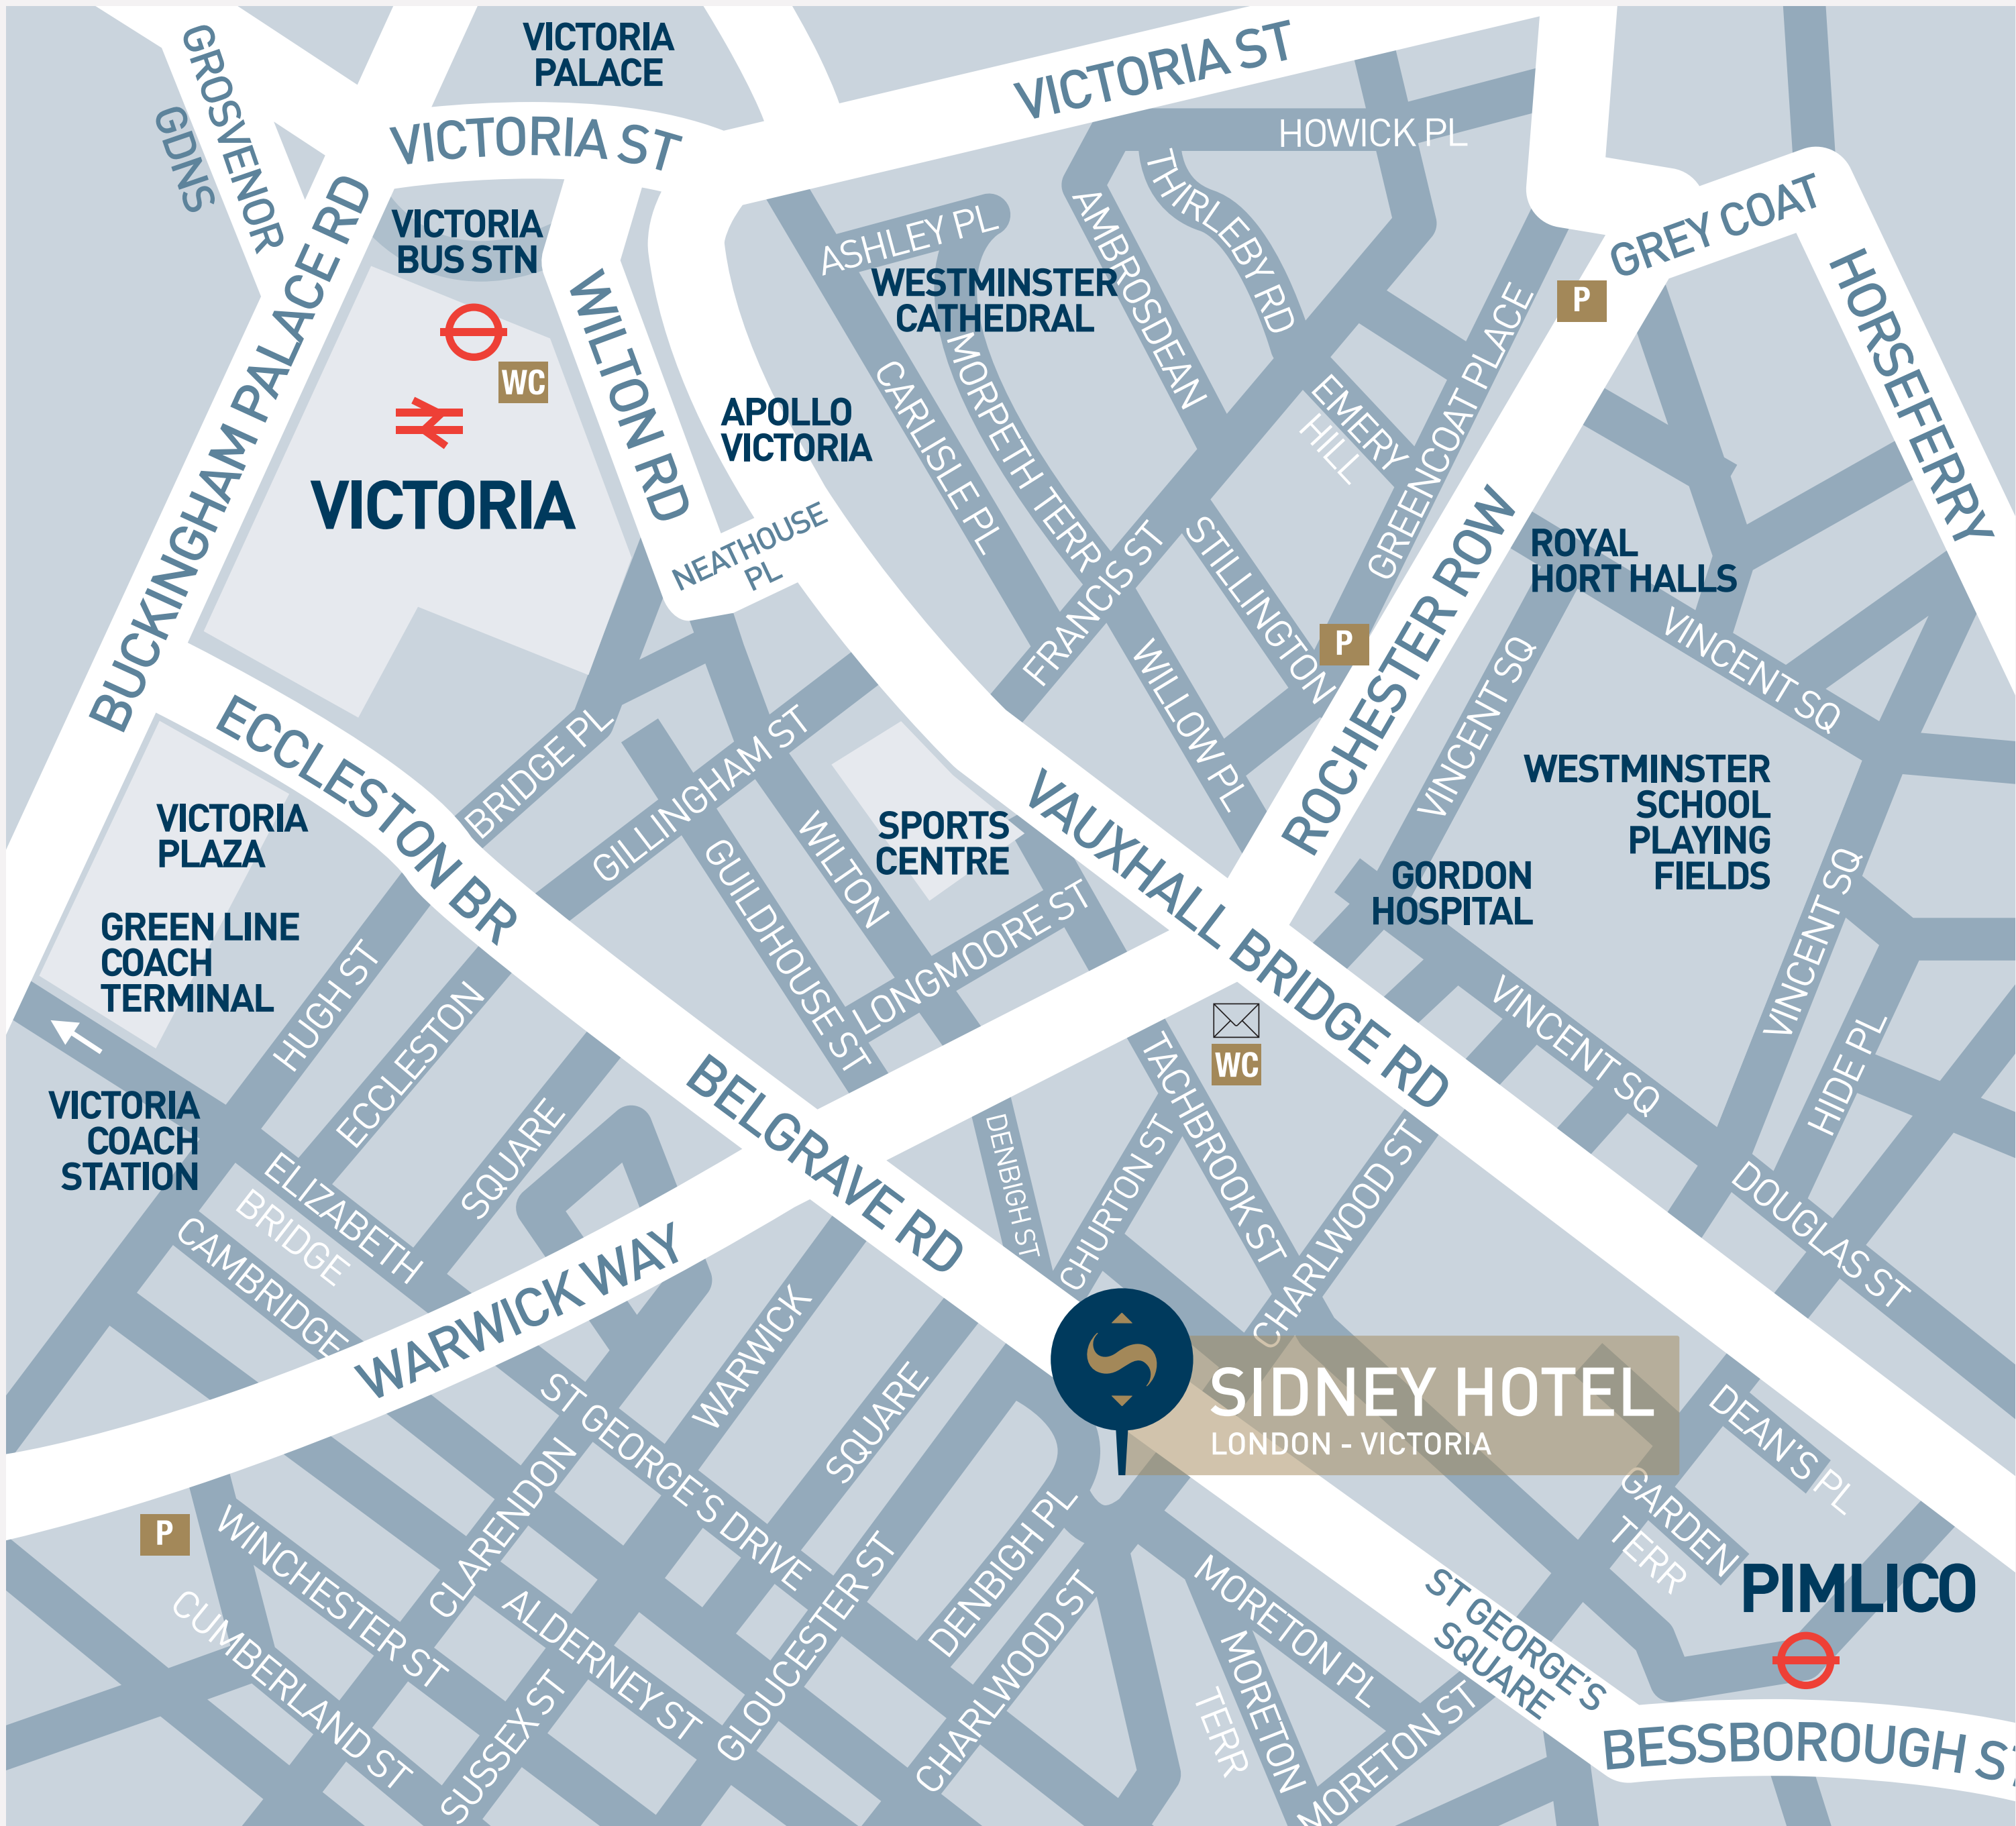 GROSVENOR
GDNS
VICTORIA
PALACE
VICTORIA ST
VICTORIA ST
HOWICK PL
GREY COAT
HORSEFERRY
BUCKINGHAM PALACE RD
VICTORIA
BUS STN
WC
VICTORIA
WILTON RD
ASHLEY PL
WESTMINSTER
CATHEDRAL
AMBROSDEAN
THIRLEBY RD
P
APOLLO
VICTORIA
CARLISLE PL
MORPETH TERR
EMERY
HILL
GREENCOAT PLACE
NEATHOUSE
PL
FRANCIS ST
STILLINGTON
P
ROCHESTER ROW
ROYAL
HORT HALLS
VINCENT SQ
VINCENT SQ
WILLOW PL
ECCLESTON BR
BRIDGE PL
GILLINGHAM ST
VICTORIA
PLAZA
GREEN LINE
COACH
TERMINAL
GUILDHOUSE ST
WILTON
SPORTS
CENTRE
LONGMOORE ST
VAUXHALL BRIDGE RD
WESTMINSTER
SCHOOL
PLAYING
FIELDS
GORDON
HOSPITAL
VINCENT SQ
VINCENT SQ
HIDE PL
HUGH ST
ECCLESTON
SQUARE
VICTORIA
COACH
STATION
ELIZABETH
BRIDGE
CAMBRIDGE
WARWICK WAY
BELGRAVE RD
DENBIGH ST
CHURTON ST
TACHBROOK ST
WC
CHARLWOOD ST
DOUGLAS ST
WARWICK
SQUARE
ST GEORGE'S DRIVE
CLARENDON
SIDNEY HOTEL
LONDON - VICTORIA
DEAN'S PL
GARDEN
TERR
PIMLICO
P
WINCHESTER ST
CUMBERLAND ST
ALDERNEY ST
SUSSEX ST
GLOUCESTER ST
DENBIGH PL
CHARLWOOD ST
MORETON PL
MORETON
TERR
MORETON ST
ST GEORGE'S
SQUARE
BESSBOROUGH ST